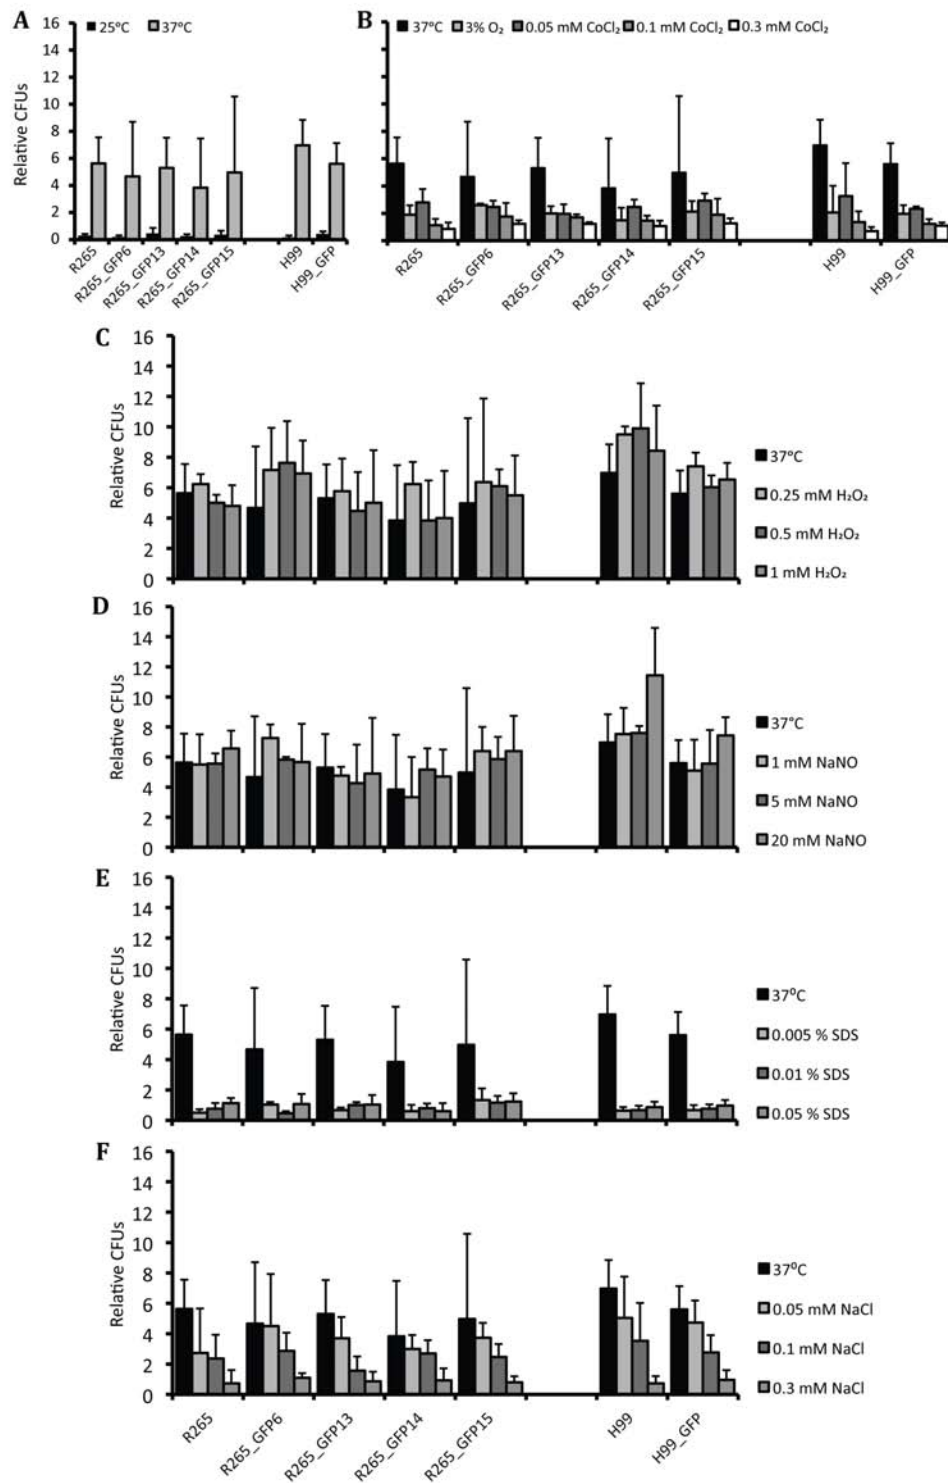 A
16
14
12
10
8
6
4
2
0
Relative CFUs
25°C 37°C
R265
R265_GFP6
R265_GFP13
R265_GFP14
R265_GFP15
H99
H99_GFP
B
37°C 3% O₂ 0.05 mM CoCl₂ 0.1 mM CoCl₂ 0.3 mM CoCl₂
R265
R265_GFP6
R265_GFP13
R265_GFP14
R265_GFP15
H99
H99_GFP
C
16
14
12
10
8
6
4
2
0
Relative CFUs
37°C
0.25 mM H₂O₂
0.5 mM H₂O₂
1 mM H₂O₂
D
16
14
12
10
8
6
4
2
0
Relative CFUs
37°C
1 mM NaNO
5 mM NaNO
20 mM NaNO
E
16
14
12
10
8
6
4
2
0
Relative CFUs
37°C
0.005 % SDS
0.01 % SDS
0.05 % SDS
F
16
14
12
10
8
6
4
2
0
Relative CFUs
37°C
0.05 mM NaCl
0.1 mM NaCl
0.3 mM NaCl
R265
R265_GFP6
R265_GFP13
R265_GFP14
R265_GFP15
H99
H99_GFP